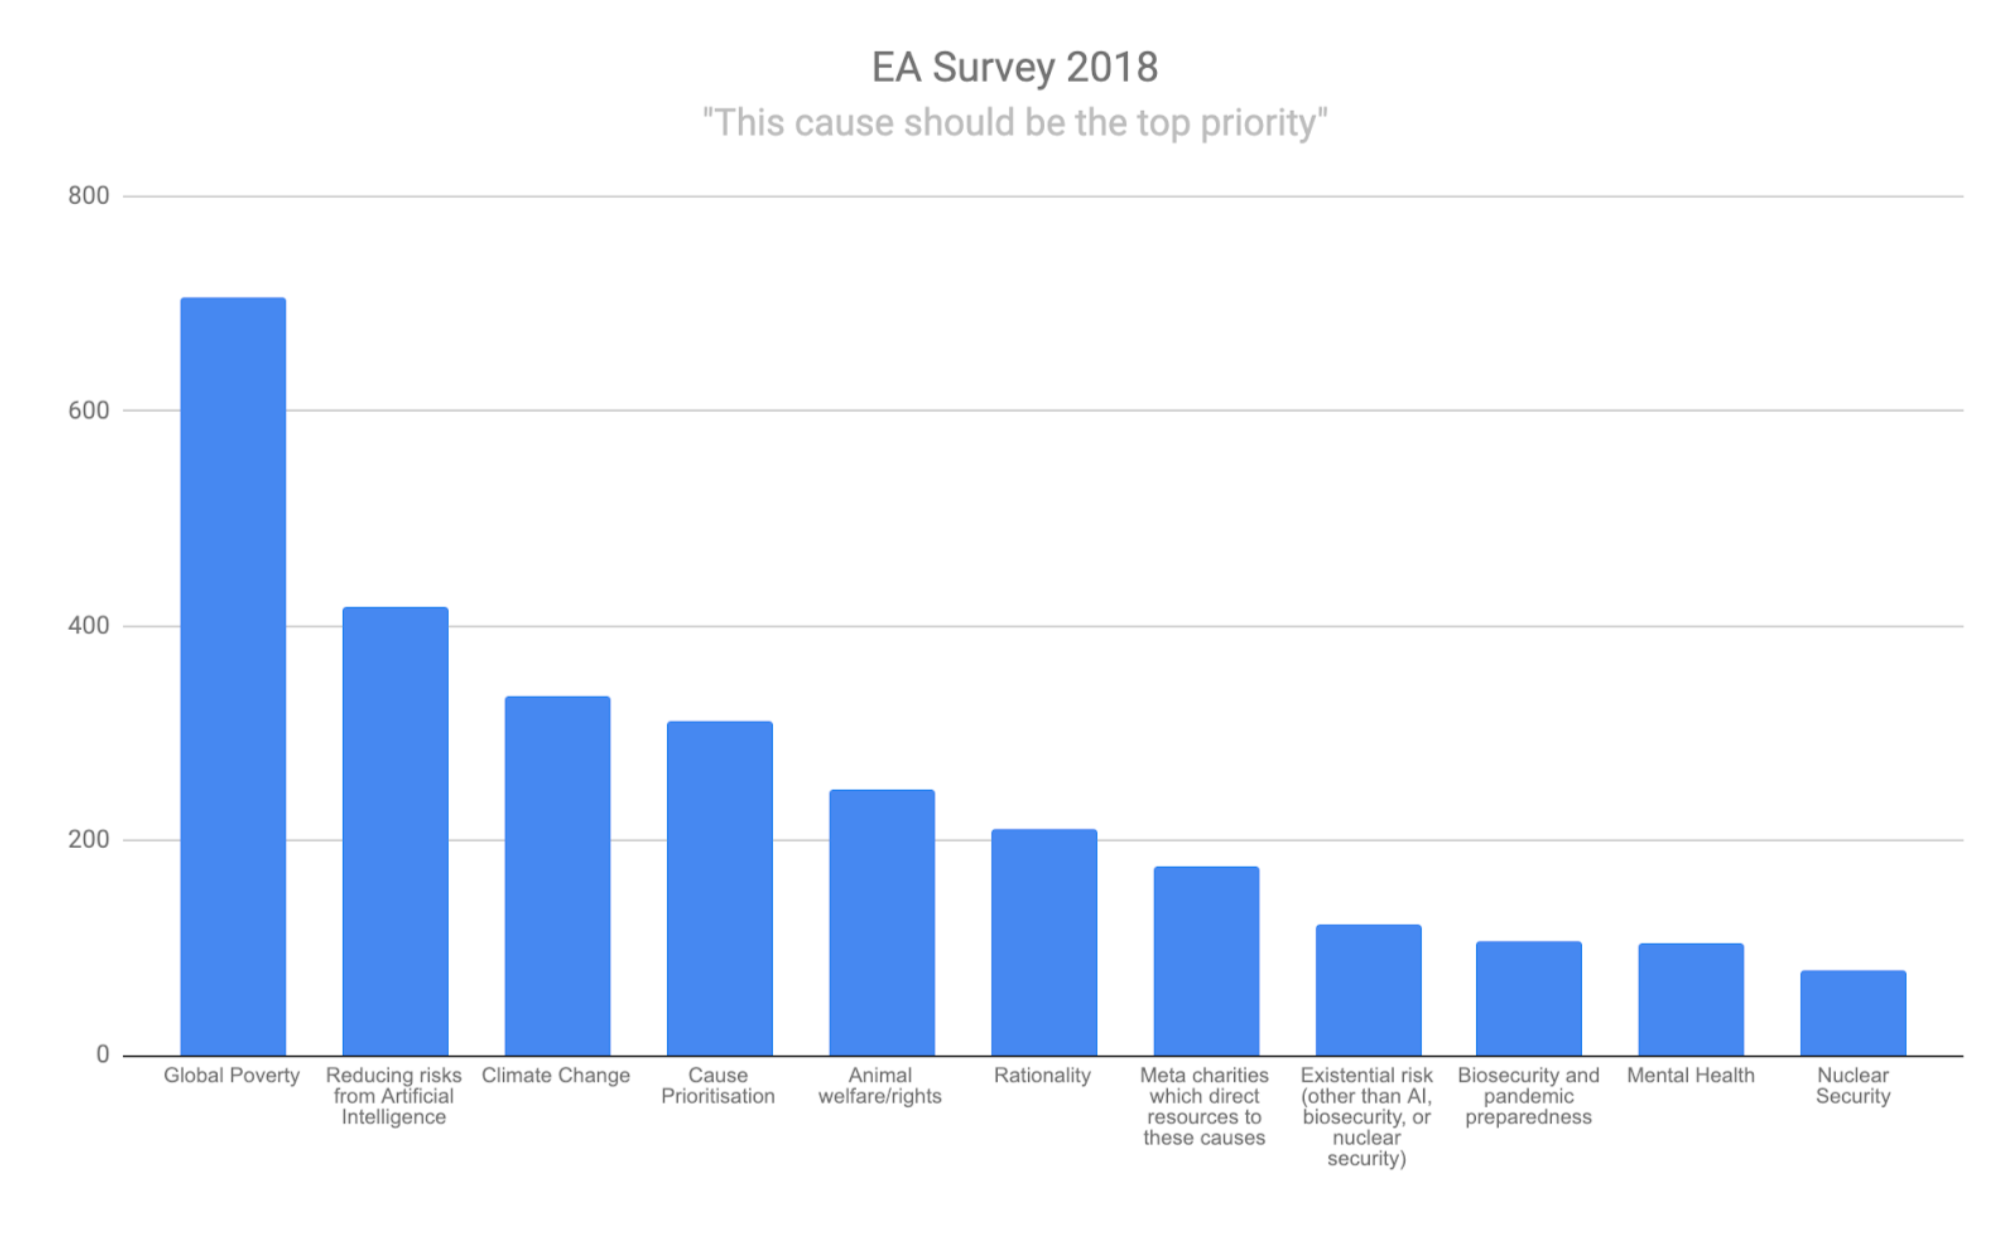 EA Survey 2018
"This cause should be the top priority"
800
600
400
200
0
Global Poverty
Reducing risks
from Artificial
Intelligence
Climate Change
Cause
Prioritisation
Animal
welfare/rights
Rationality
Meta charities
which direct
resources to
these causes
Existential risk
(other than AI,
biosecurity, or
nuclear
security)
Biosecurity and
pandemic
preparedness
Mental Health
Nuclear
Security